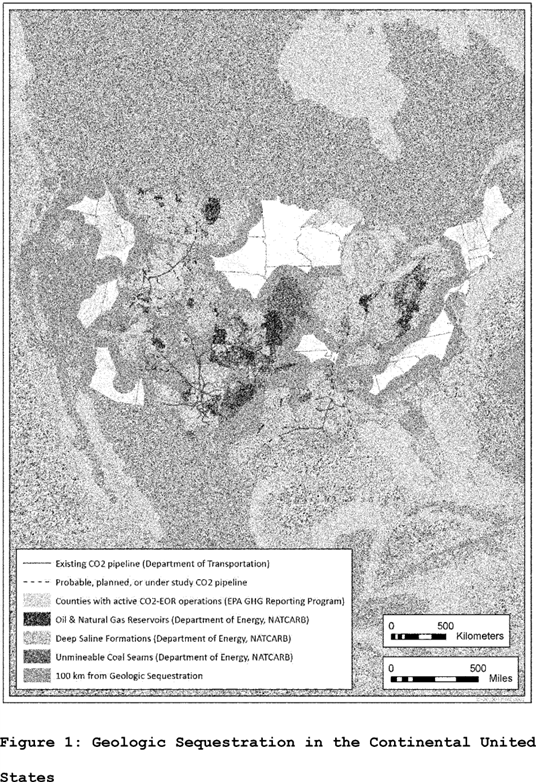 Existing CO2 pipeline (Department of Transportation)
Probable, planned, or under study CO2 pipeline
Counties with active CO2-EOR operations (EPA GHG Reporting Program)
Oil & Natural Gas Reservoirs (Department of Energy, NATCARB)
Deep Saline Formations (Department of Energy, NATCARB)
Unmineable Coal Seams (Department of Energy, NATCARB)
100 km from Geologic Sequestration
0 500
Kilometers
0 500
Miles
Figure 1: Geologic Sequestration in the Continental United
States